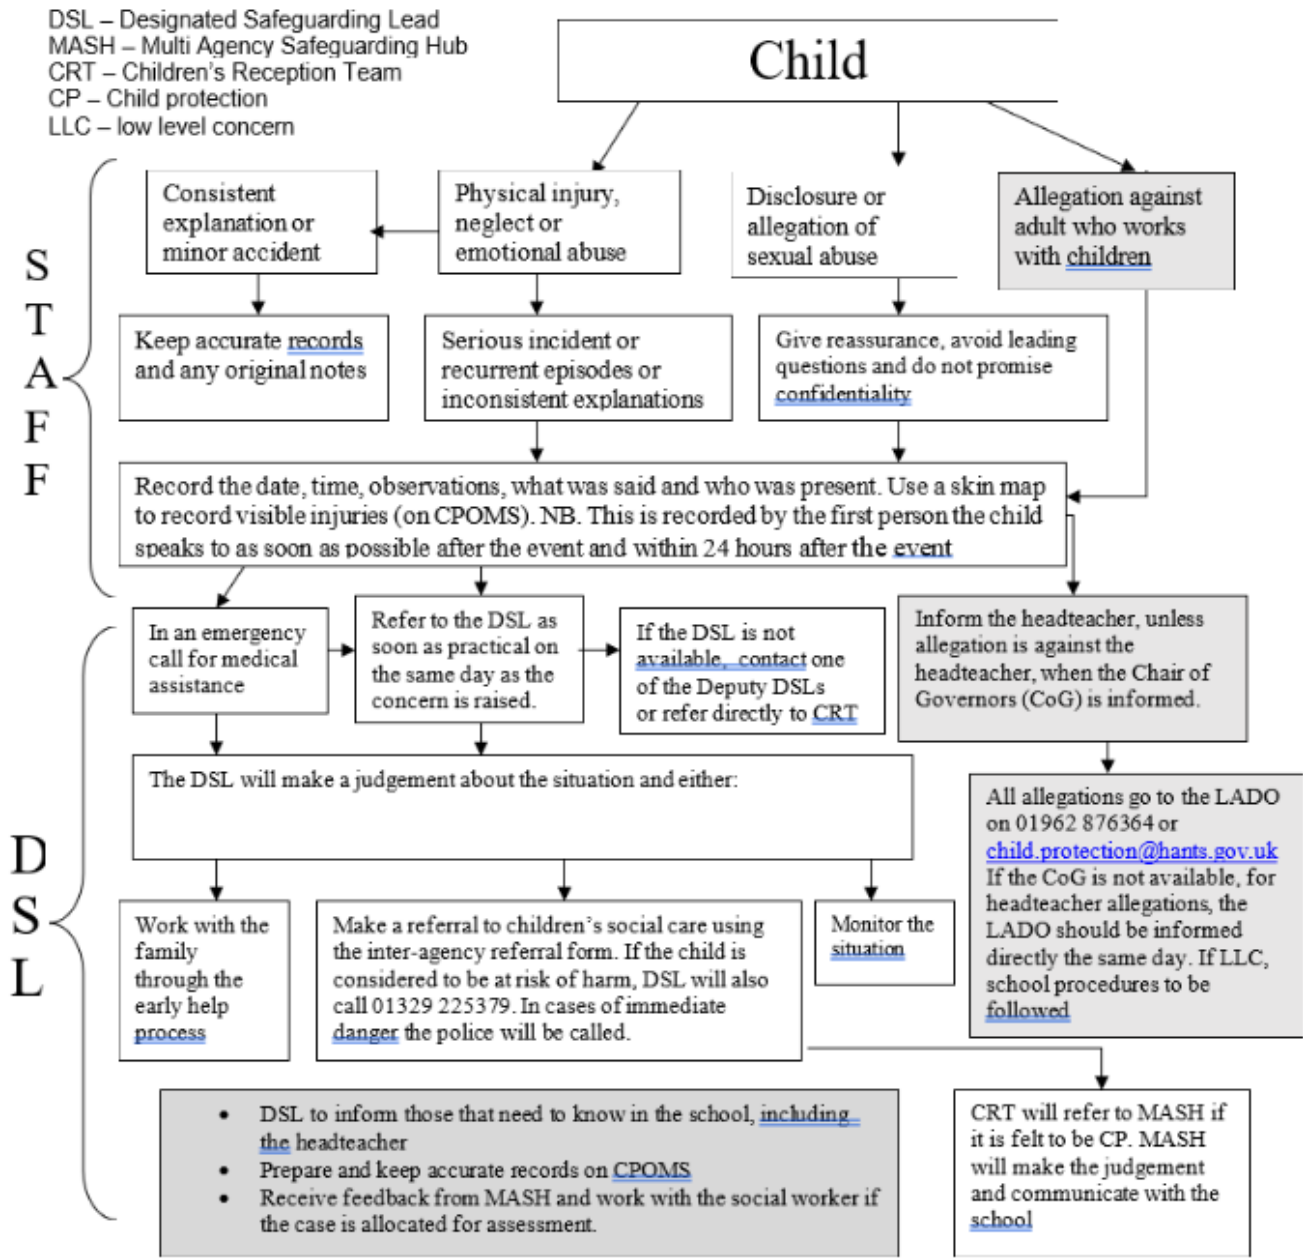 DSL – Designated Safeguarding Lead
MASH – Multi Agency Safeguarding Hub
CRT – Children's Reception Team
CP – Child protection
LLC – low level concern
Child
S
T
A
F
F
Consistent
explanation or
minor accident
Physical injury,
neglect or
emotional abuse
Disclosure or
allegation of
sexual abuse
Allegation against
adult who works
with children
Keep accurate records
and any original notes
Serious incident or
recurrent episodes or
inconsistent explanations
Give reassurance, avoid leading
questions and do not promise
confidentiality
Record the date, time, observations, what was said and who was present. Use a skin map
to record visible injuries (on CPOMS). NB. This is recorded by the first person the child
speaks to as soon as possible after the event and within 24 hours after the event
D
S
L
In an emergency
call for medical
assistance
Refer to the DSL as
soon as practical on
the same day as the
concern is raised.
If the DSL is not
available, contact one
of the Deputy DSLs
or refer directly to CRT
Inform the headteacher, unless
allegation is against the
headteacher, when the Chair of
Governors (CoG) is informed.
The DSL will make a judgement about the situation and either:
All allegations go to the LADO
on 01962 876364 or
child.protection@hants.gov.uk
If the CoG is not available, for
headteacher allegations, the
LADO should be informed
directly the same day. If LLC,
school procedures to be
followed
Work with the
family
through the
early help
process
Make a referral to children's social care using
the inter-agency referral form. If the child is
considered to be at risk of harm, DSL will also
call 01329 225379. In cases of immediate
danger the police will be called.
Monitor the
situation
• DSL to inform those that need to know in the school, including
the headteacher
• Prepare and keep accurate records on CPOMS
• Receive feedback from MASH and work with the social worker if
the case is allocated for assessment.
CRT will refer to MASH if
it is felt to be CP. MASH
will make the judgement
and communicate with the
school